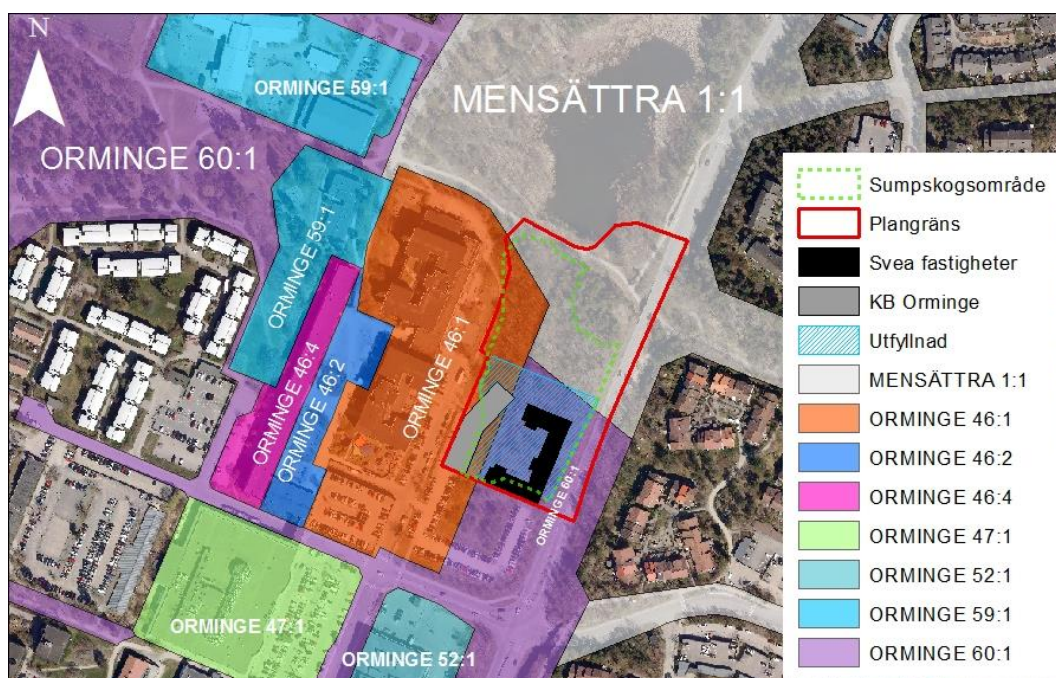 N
ORMINGE 59:1
MENSÄTTRA 1:1
ORMINGE 60:1
ORMINGE 59:1
ORMINGE 46:4
ORMINGE 46:2
ORMINGE 46:1
ORMINGE 60:1
ORMINGE 47:1
ORMINGE 52:1
Sumpskogsområde
Plangräns
Svea fastigheter
KB Orminge
Utfyllnad
MENSÄTTRA 1:1
ORMINGE 46:1
ORMINGE 46:2
ORMINGE 46:4
ORMINGE 47:1
ORMINGE 52:1
ORMINGE 59:1
ORMINGE 60:1